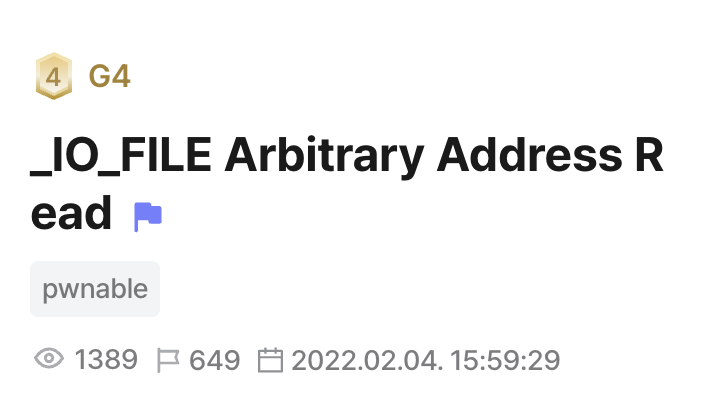 4 G4
_IO_FILE Arbitrary Address R
ead
pwnable
1389 649 2022.02.04. 15:59:29